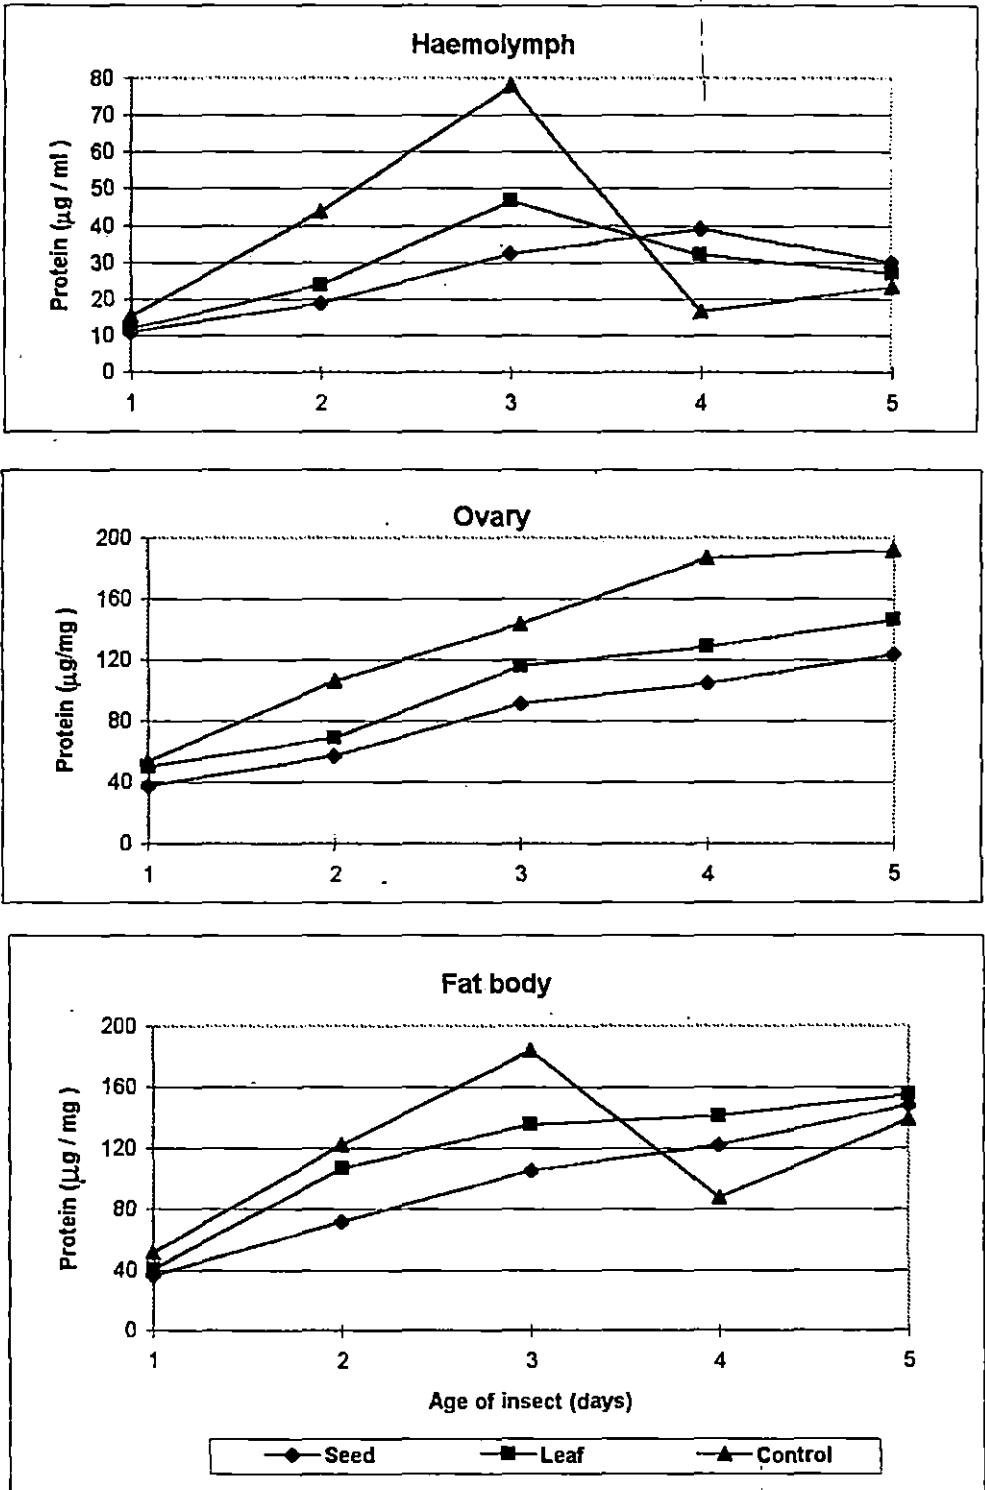 Haemolymph
Protein (μg / ml )
80
70
60
50
40
30
20
10
0
1 2 3 4 5
Ovary
Protein (μg/mg )
200
160
120
80
40
0
1 2 3 4 5
Fat body
Protein (μg / mg )
200
160
120
80
40
0
1 2 3 4 5
Age of insect (days)
Seed Leaf Control